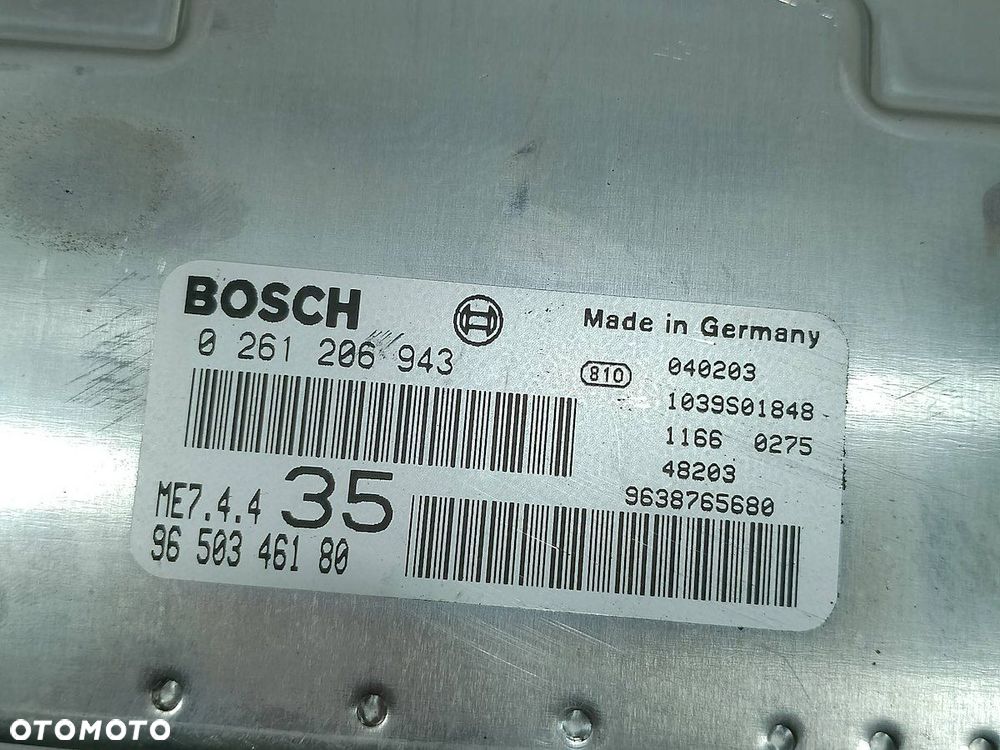 BOSCH
Made in Germany
0 261 206 943
810
040203
1039S01848
1166 0275
48203
9638765680
ME7.4.4 35
96 503 461 80
OTOMOTO
OTOMOTO